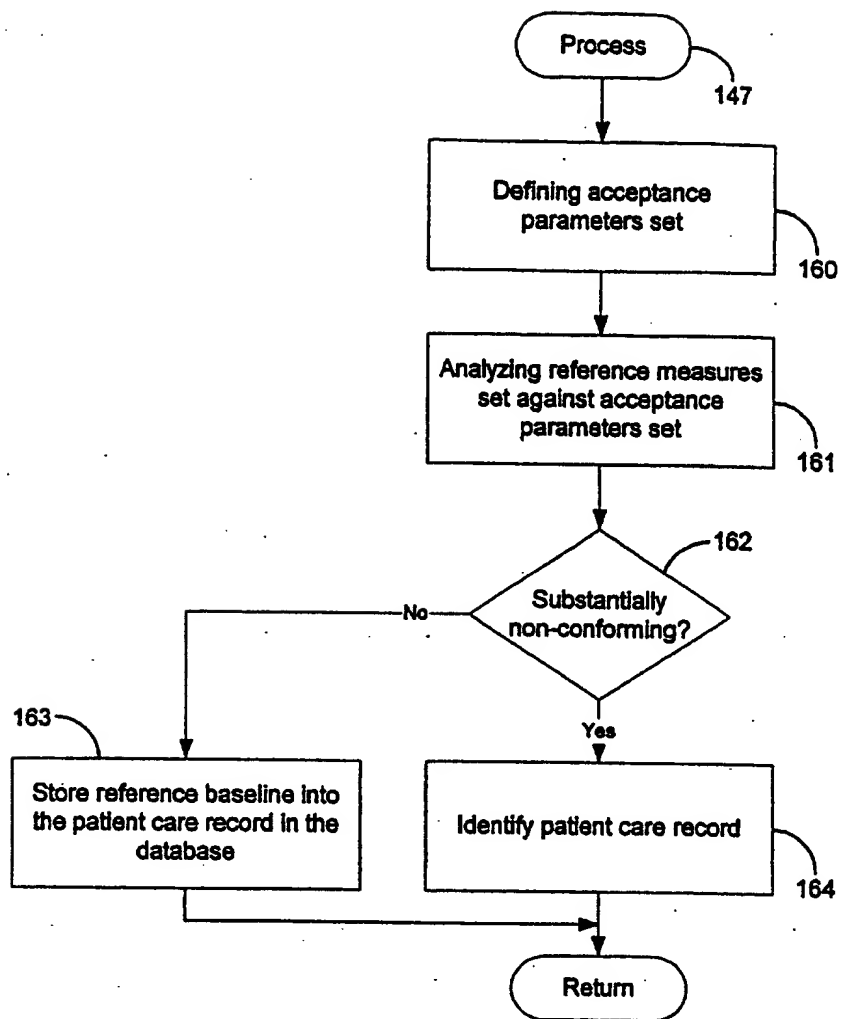 Process
147
Defining acceptance
parameters set
160
Analyzing reference measures
set against acceptance
parameters set
161
162
Substantially
non-conforming?
No
Yes
163
Store reference baseline into
the patient care record in the
database
Identify patient care record
164
Return